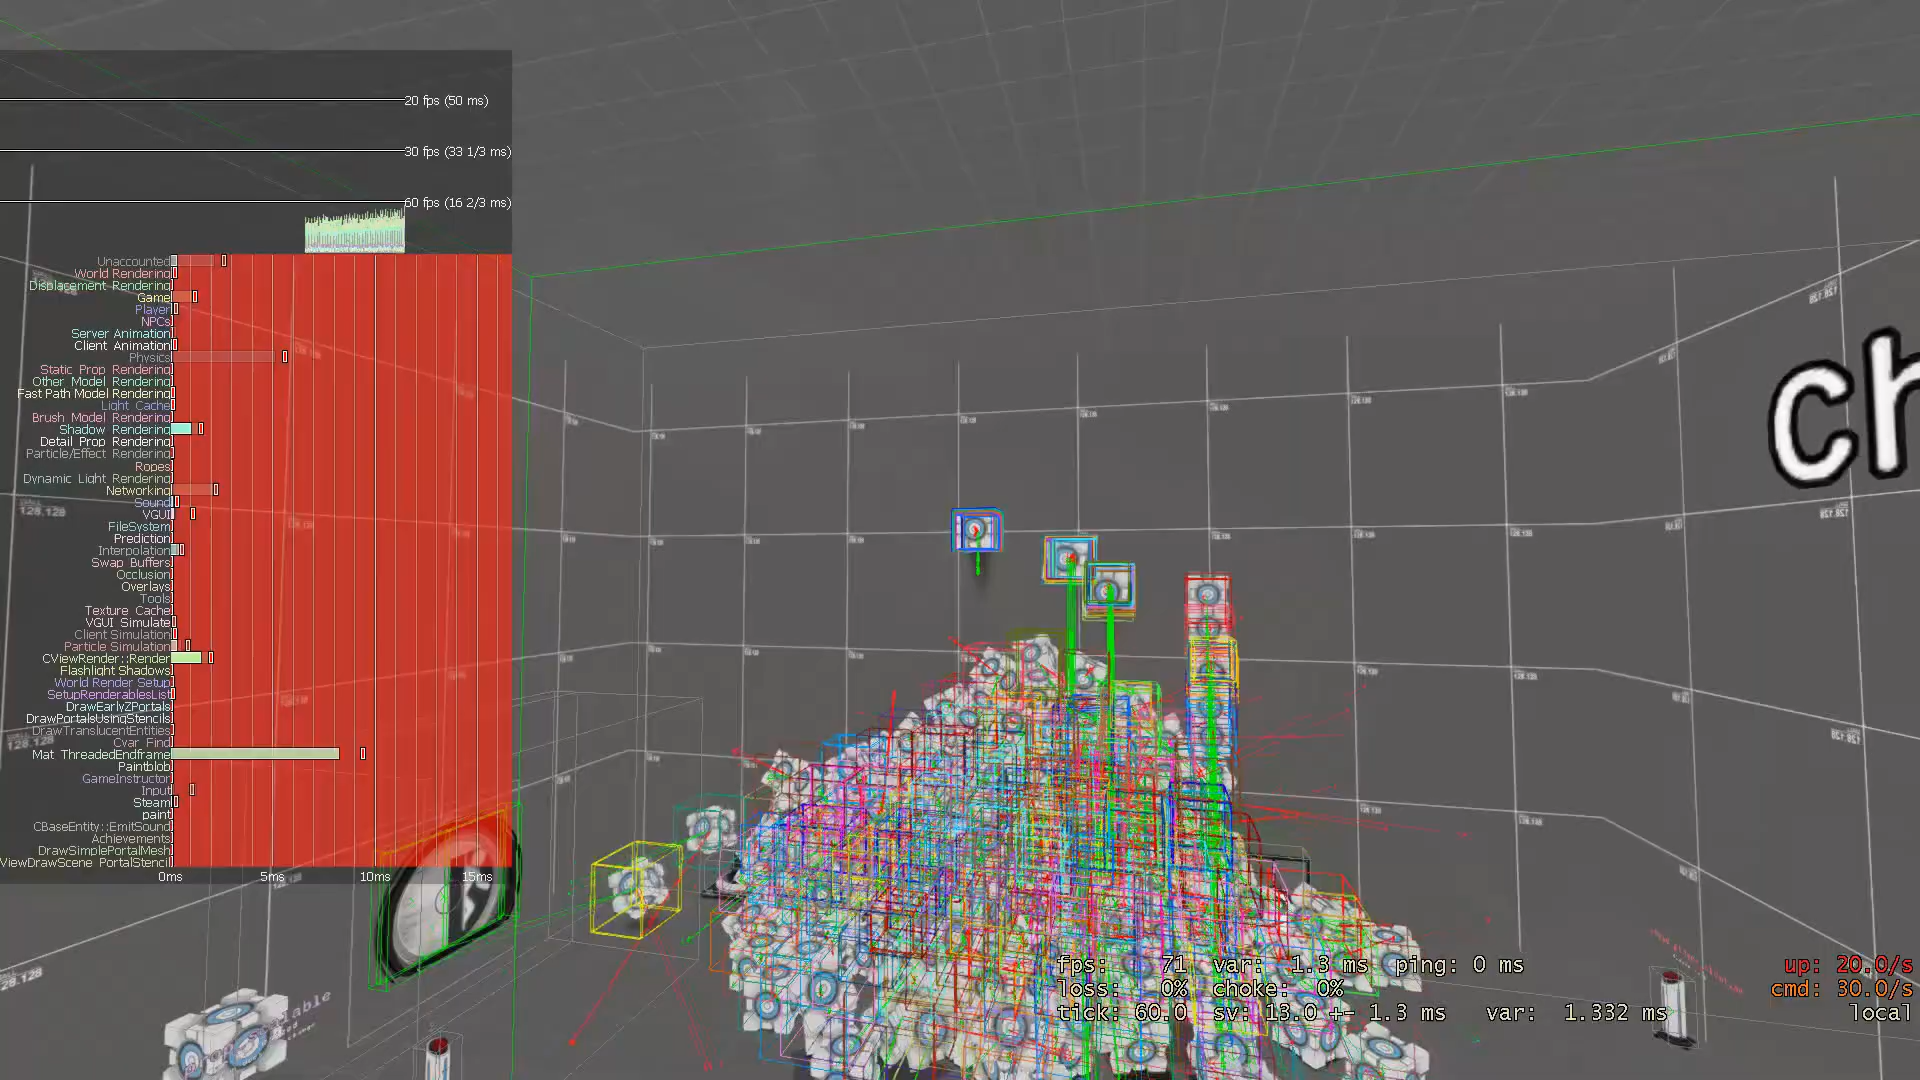 20 fps (50 ms)
30 fps (33 1/3 ms)
60 fps (16 2/3 ms)
Unaccounted
World Rendering
Displacement Rendering
Game
Player
NPCs
Server Animation
Client Animation
Physics
Static Prop Rendering
Other Model Rendering
Fast Path Model Rendering
Light Cache
Brush Model Rendering
Shadow Rendering
Detail Prop Rendering
Particle/Effect Rendering
Ropes
Dynamic Light Rendering
Networking
Sound
VGUI
FileSystem
Prediction
Interpolation
Swap Buffers
Occlusion
Overlays
Tools
Texture Cache
VGUI Simulate
Client Simulation
Particle Simulation
CViewRender::Render
Flashlight Shadows
World Render Setup
SetupRenderablesList
DrawEarlyZPortals
DrawPortalsUsingStencils
DrawTranslucentEntities
Cvar Find
Mat ThreadedEndframe
Paintblob
GameInstructor
Input
Steam
paint
CBaseEntity::EmitSound
Achievements
DrawSimplePortalMesh
ViewDrawScene PortalStencil
0ms 5ms 10ms 15ms
128.128
128.128
28.128
ch
fps: 71 var: 1.3 ms ping: 0 ms
loss: 0% choke: 0%
tick: 60.0 sv: 13.0 +- 1.3 ms var: 1.332 ms
up: 20.0/s
cmd: 30.0/s
local